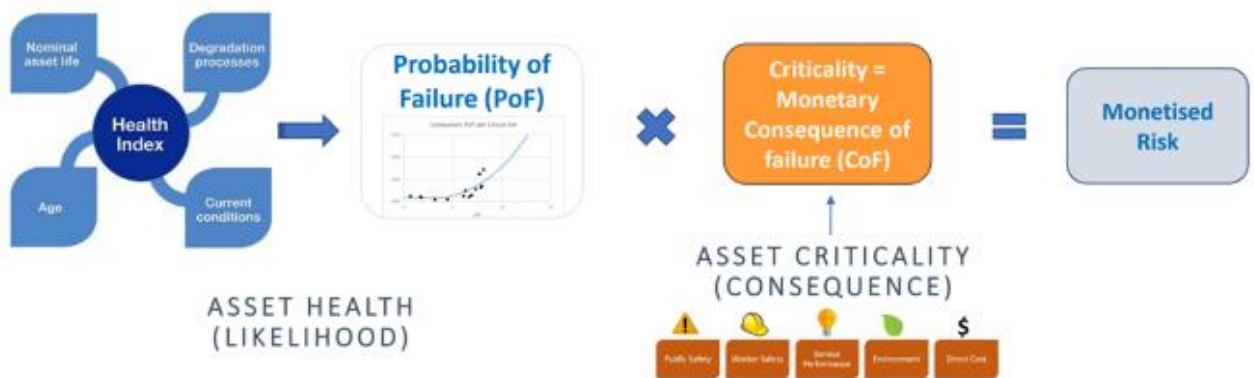 Nominal
asset life
Degradation
processes
Health
Index
Age
Current
conditions
Probability of
Failure (PoF)
Criticality =
Monetary
Consequence of
failure (CoF)
Monetised
Risk
ASSET HEALTH
(LIKELIHOOD)
ASSET CRITICALITY
(CONSEQUENCE)
$
Public Safety
Worker Safety
Service
Performance
Environment
Direct Cost